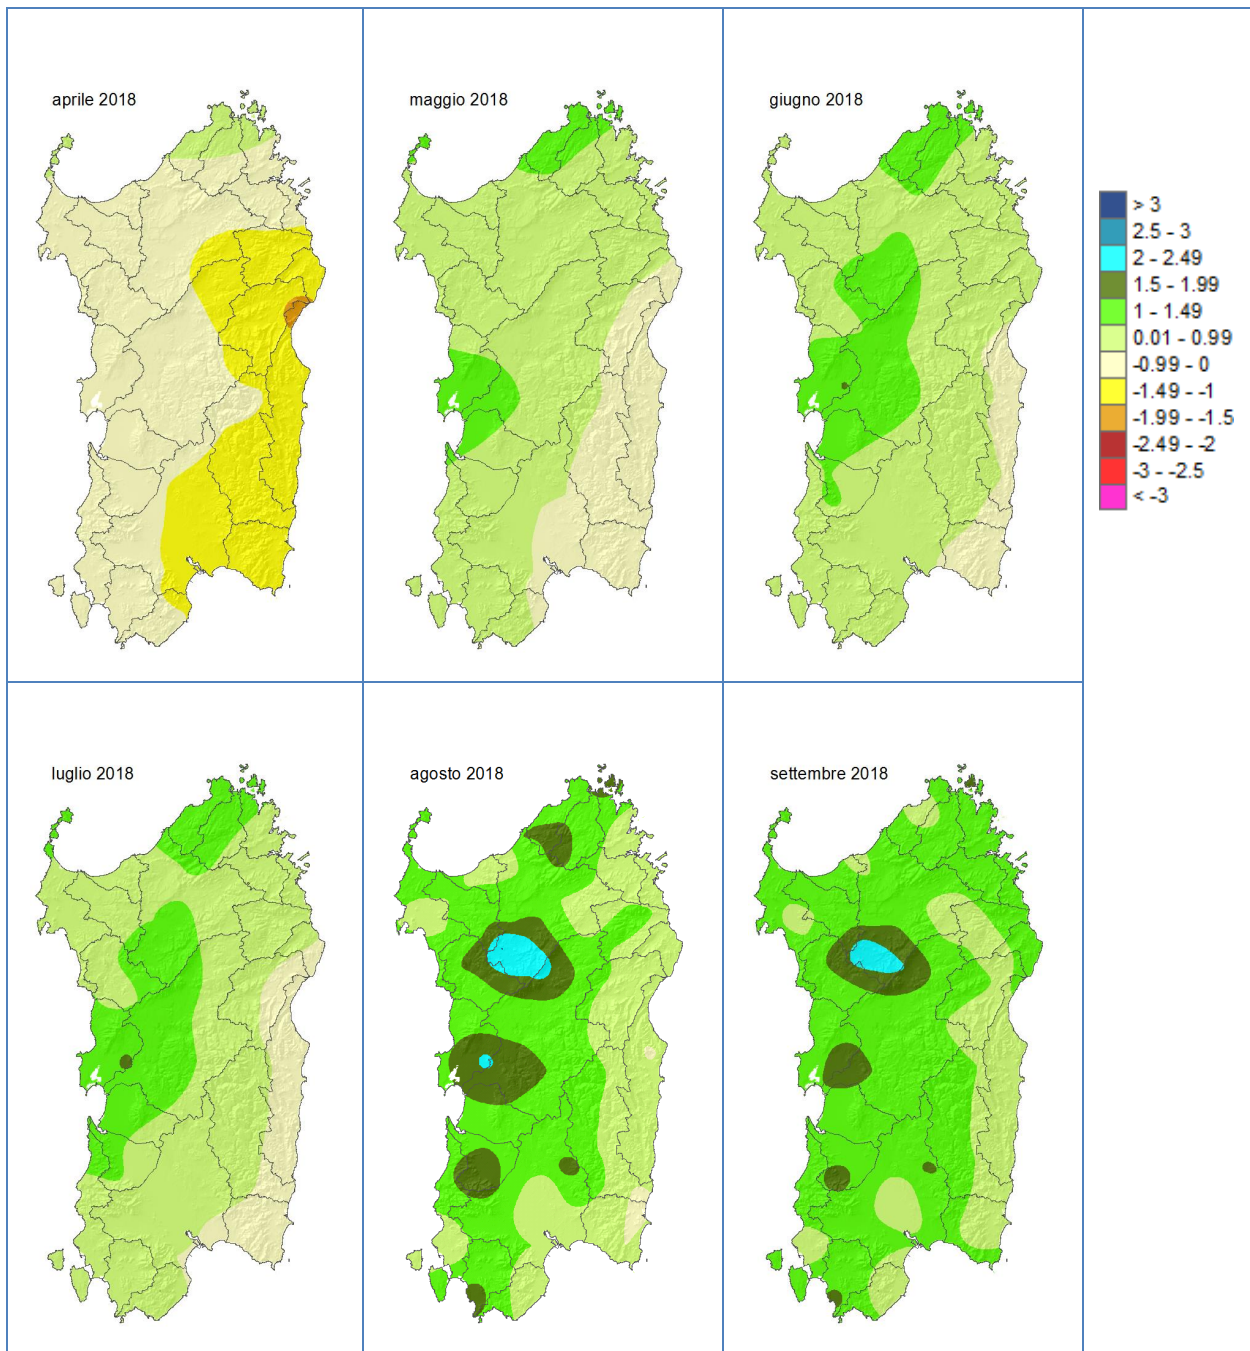 aprile 2018
maggio 2018
giugno 2018
> 3
2.5 - 3
2 - 2.49
1.5 - 1.99
1 - 1.49
0.01 - 0.99
-0.99 - 0
-1.49 - -1
-1.99 - -1.5
-2.49 - -2
-3 - -2.5
< -3
luglio 2018
agosto 2018
settembre 2018